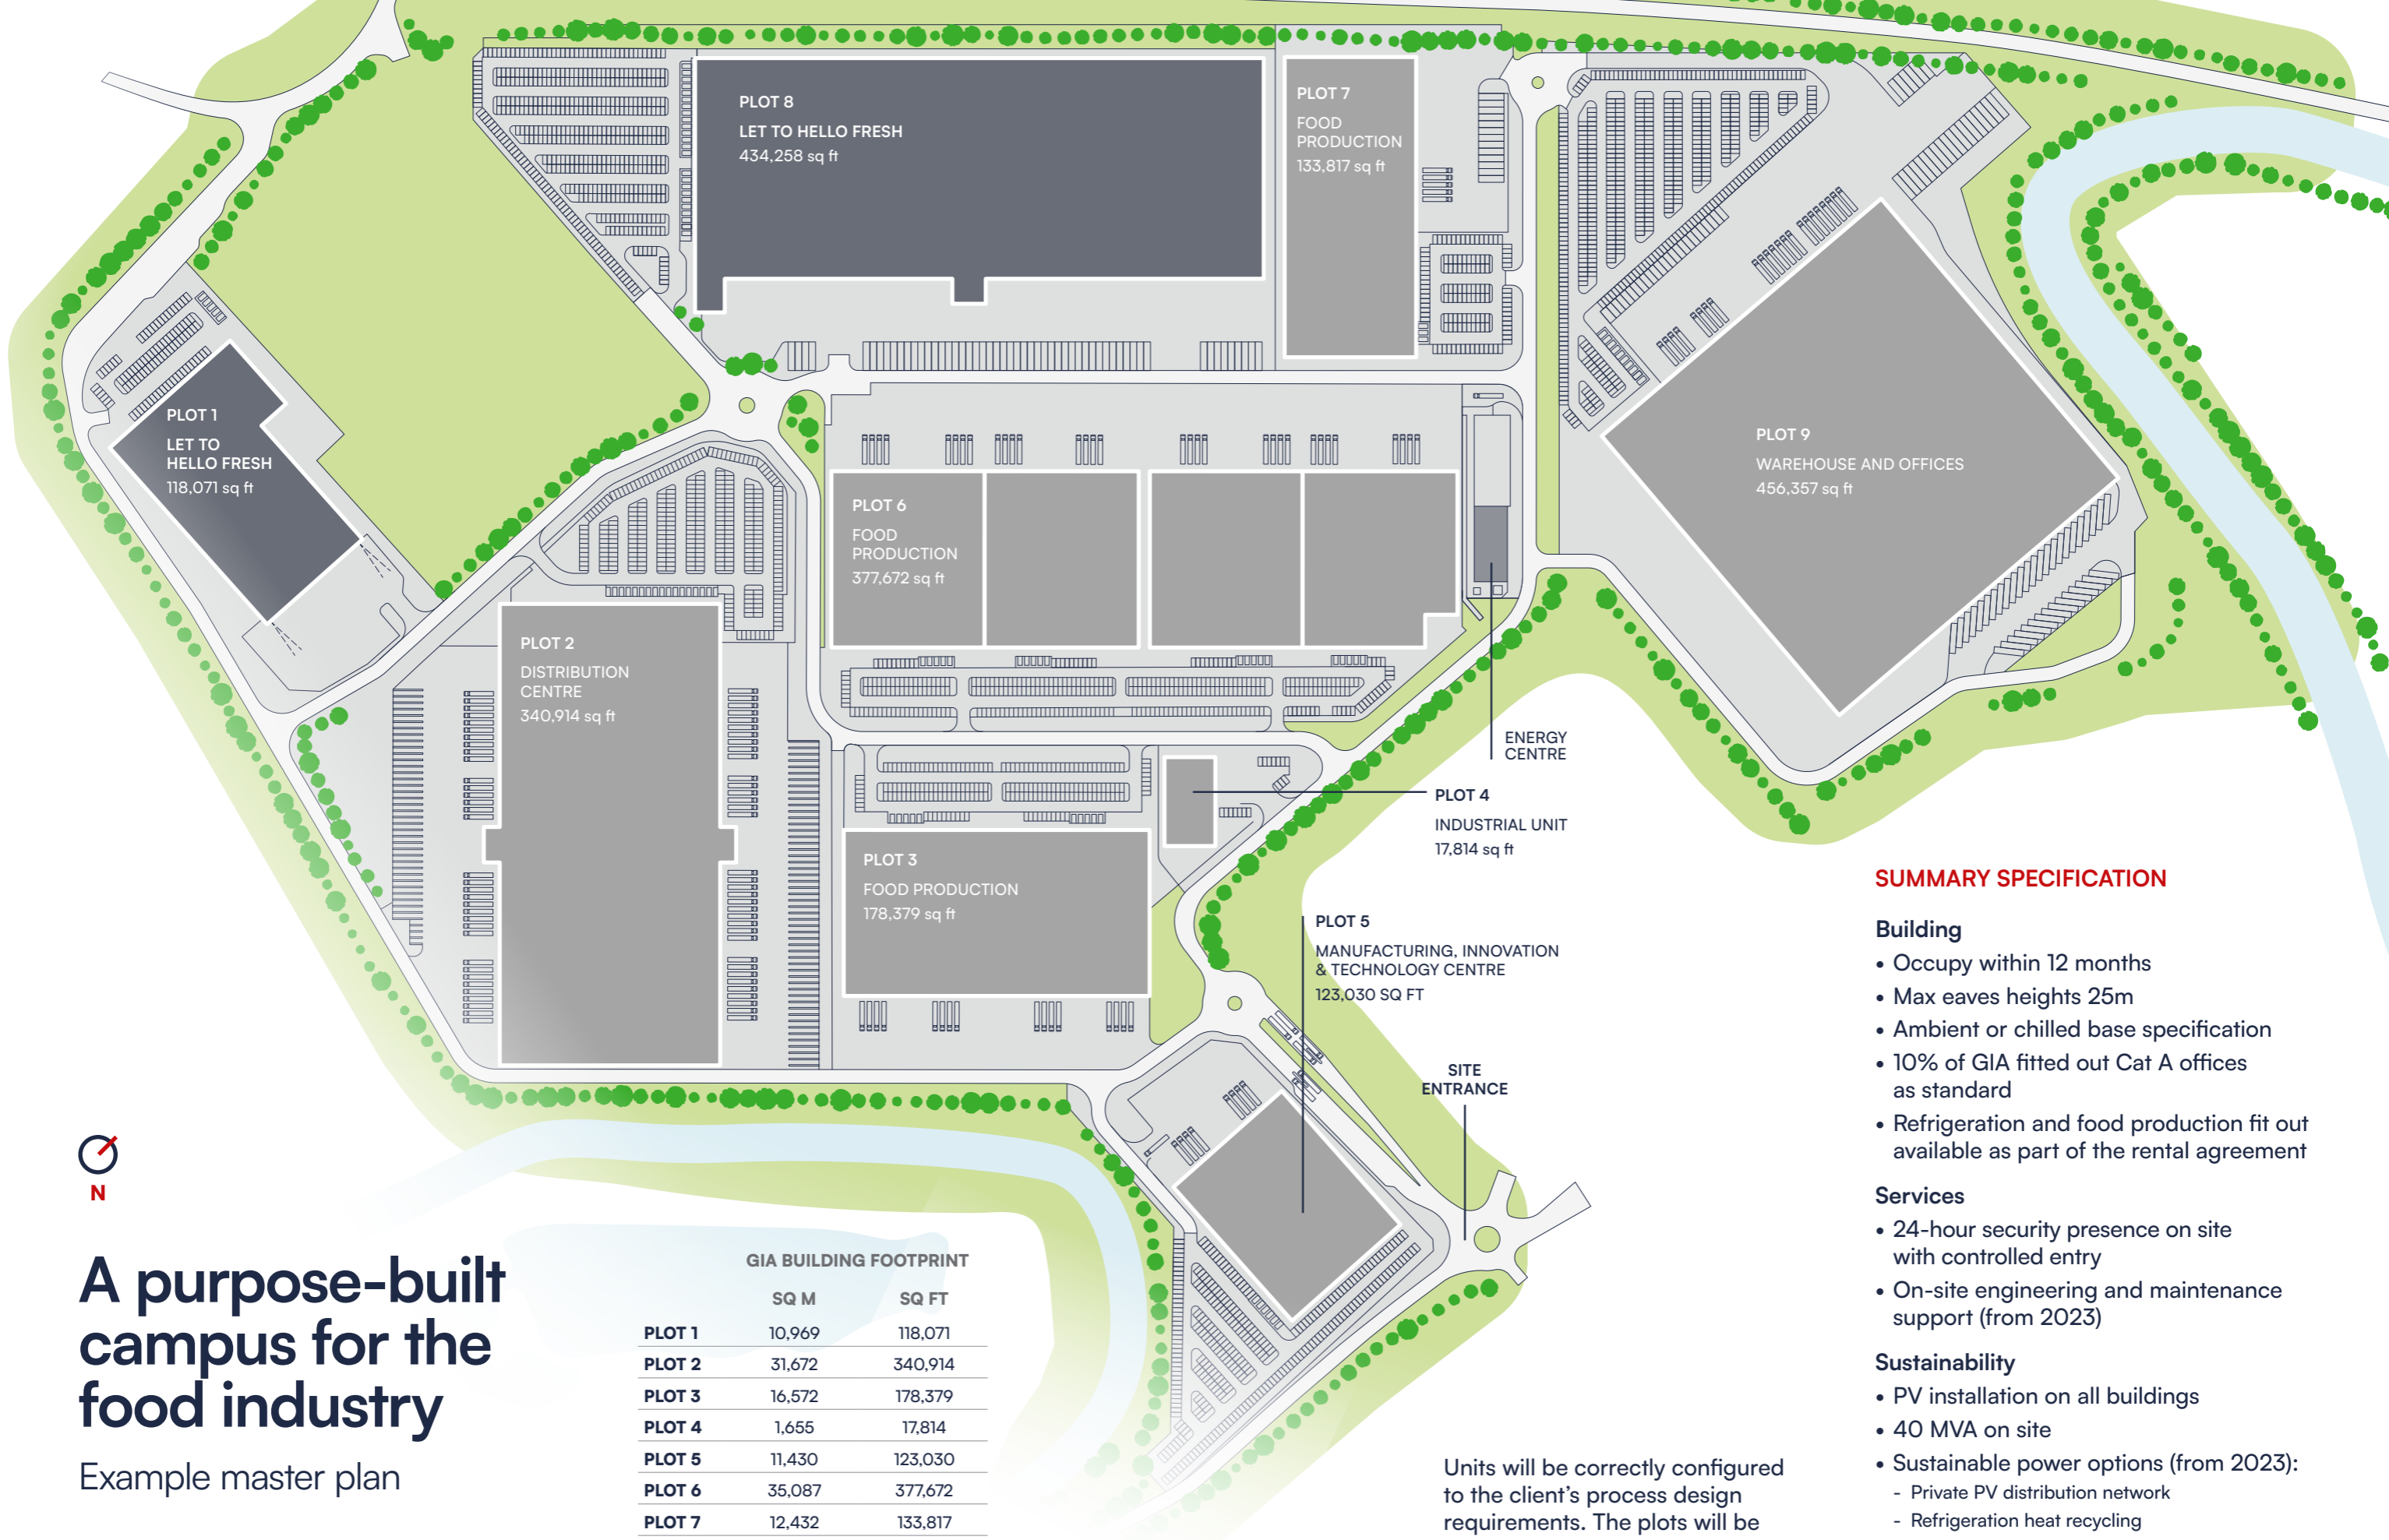 PLOT 8
LET TO HELLO FRESH
434,258 sq ft
PLOT 7
FOOD
PRODUCTION
133,817 sq ft
PLOT 1
LET TO
HELLO FRESH
118,071 sq ft
PLOT 9
WAREHOUSE AND OFFICES
456,357 sq ft
PLOT 6
FOOD
PRODUCTION
377,672 sq ft
PLOT 2
DISTRIBUTION
CENTRE
340,914 sq ft
ENERGY
CENTRE
PLOT 4
INDUSTRIAL UNIT
17,814 sq ft
PLOT 3
FOOD PRODUCTION
178,379 sq ft
PLOT 5
MANUFACTURING, INNOVATION
& TECHNOLOGY CENTRE
123,030 SQ FT
SITE
ENTRANCE
N
A purpose-built
campus for the
food industry
Example master plan
GIA BUILDING FOOTPRINT
SQ M SQ FT
PLOT 1 10,969 118,071
PLOT 2 31,672 340,914
PLOT 3 16,572 178,379
PLOT 4 1,655 17,814
PLOT 5 11,430 123,030
PLOT 6 35,087 377,672
PLOT 7 12,432 133,817
Units will be correctly configured
to the client's process design
requirements. The plots will be
SUMMARY SPECIFICATION
Building
• Occupy within 12 months
• Max eaves heights 25m
• Ambient or chilled base specification
• 10% of GIA fitted out Cat A offices
as standard
• Refrigeration and food production fit out
available as part of the rental agreement
Services
• 24-hour security presence on site
with controlled entry
• On-site engineering and maintenance
support (from 2023)
Sustainability
• PV installation on all buildings
• 40 MVA on site
• Sustainable power options (from 2023):
- Private PV distribution network
- Refrigeration heat recycling